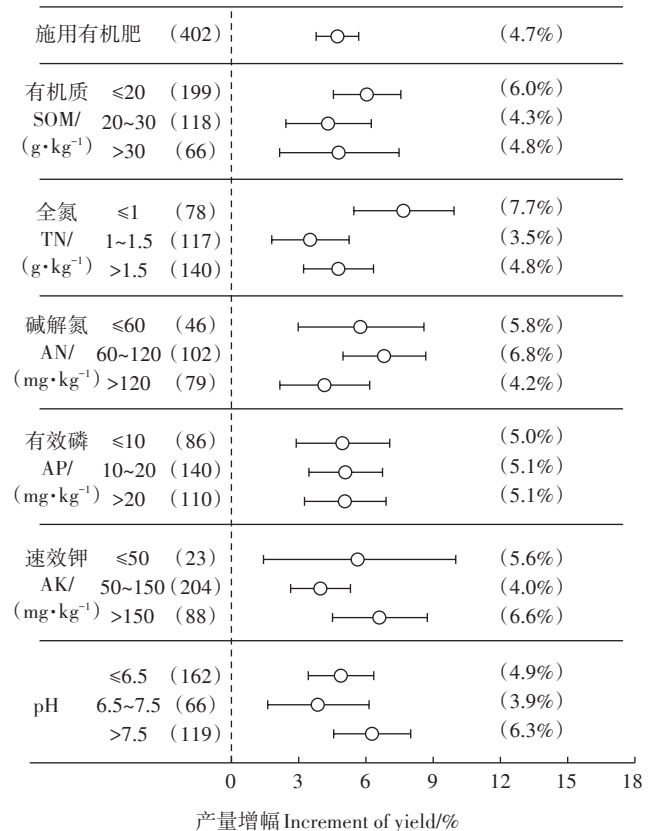 施用有机肥 （402） （4.7%）
有机质 ≤20 （199） （6.0%）
SOM/ 20~30 （118） （4.3%）
（g·kg⁻¹） >30 （66） （4.8%）
全氮 ≤1 （78） （7.7%）
TN/ 1~1.5 （117） （3.5%）
（g·kg⁻¹） >1.5 （140） （4.8%）
碱解氮 ≤60 （46） （5.8%）
AN/ 60~120 （102） （6.8%）
（mg·kg⁻¹） >120 （79） （4.2%）
有效磷 ≤10 （86） （5.0%）
AP/ 10~20 （140） （5.1%）
（mg·kg⁻¹） >20 （110） （5.1%）
速效钾 ≤50 （23） （5.6%）
AK/ 50~150 （204） （4.0%）
（mg·kg⁻¹） >150 （88） （6.6%）
≤6.5 （162） （4.9%）
pH 6.5~7.5 （66） （3.9%）
>7.5 （119） （6.3%）
0 3 6 9 12 15 18
产量增幅 Increment of yield/%